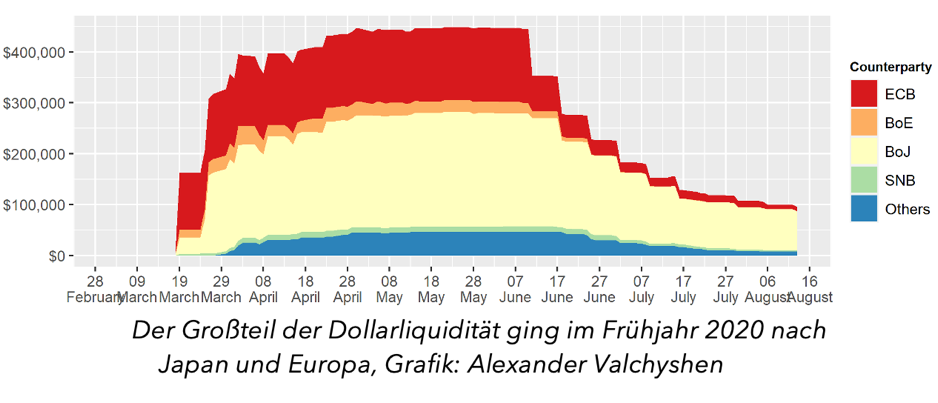 $400,000
$300,000
$200,000
$100,000
$0
28 09 19 29 08 18 28 08 18 28 07 17 27 07 17 27 06 16
February March March March April April April May May May June June June July July July August August
Counterparty
ECB
BoE
BoJ
SNB
Others
Der Großteil der Dollarliquidität ging im Frühjahr 2020 nach
Japan und Europa, Grafik: Alexander Valchyshen